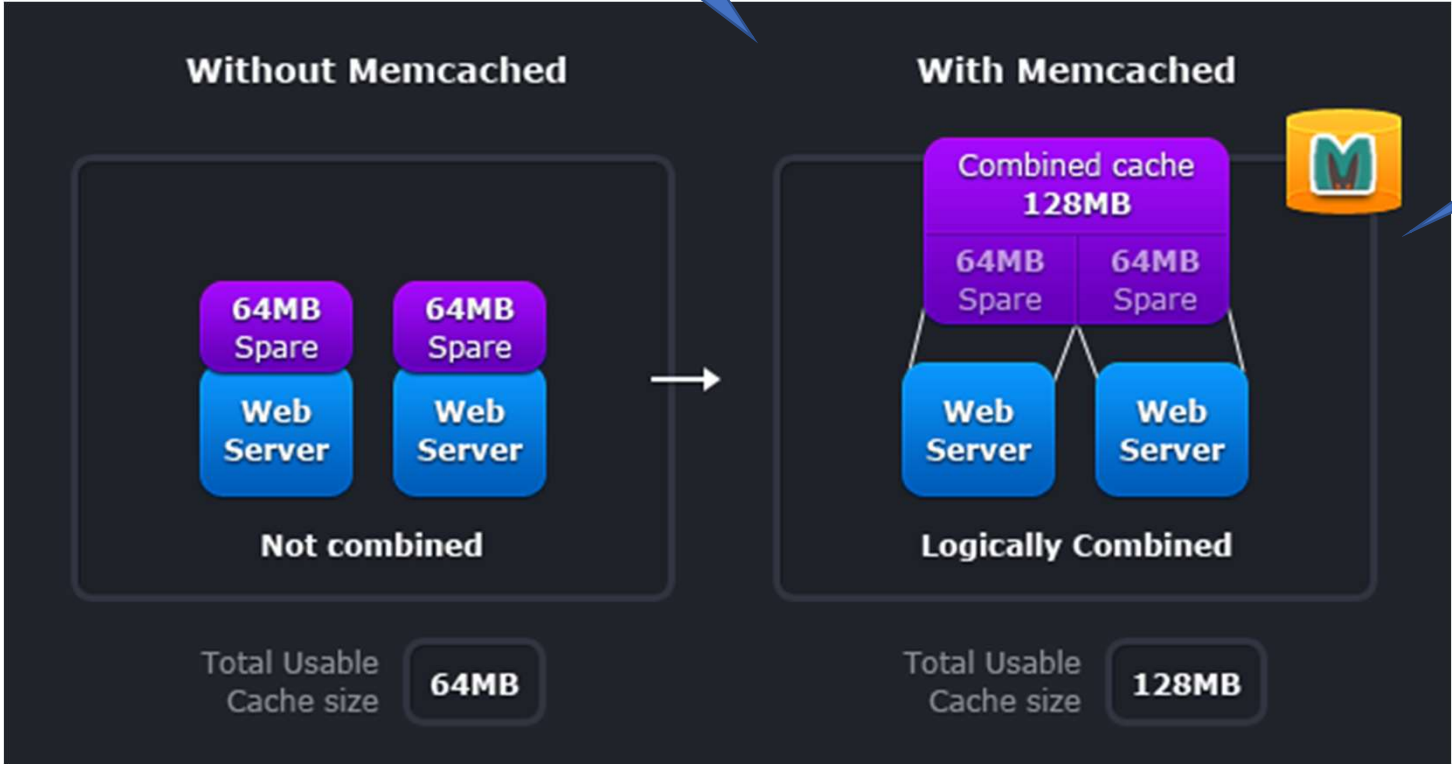 Without Memcached
64MB
Spare
64MB
Spare
Web
Server
Web
Server
Not combined
Total Usable
Cache size
64MB
With Memcached
Combined cache
128MB
64MB
Spare
64MB
Spare
Web
Server
Web
Server
Logically Combined
Total Usable
Cache size
128MB
M